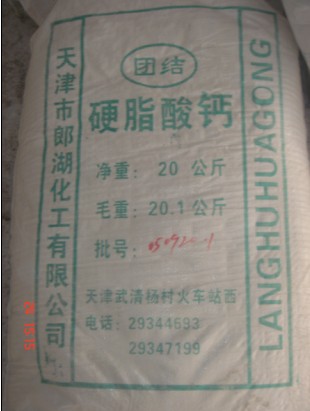 团结
硬脂酸钙
净重：20 公斤
毛重：20.1 公斤
批号：
天津武清杨村火车站西
电话：29344693
29347199
天津市郎湖化工有限公司
LANGHUHUAGONG